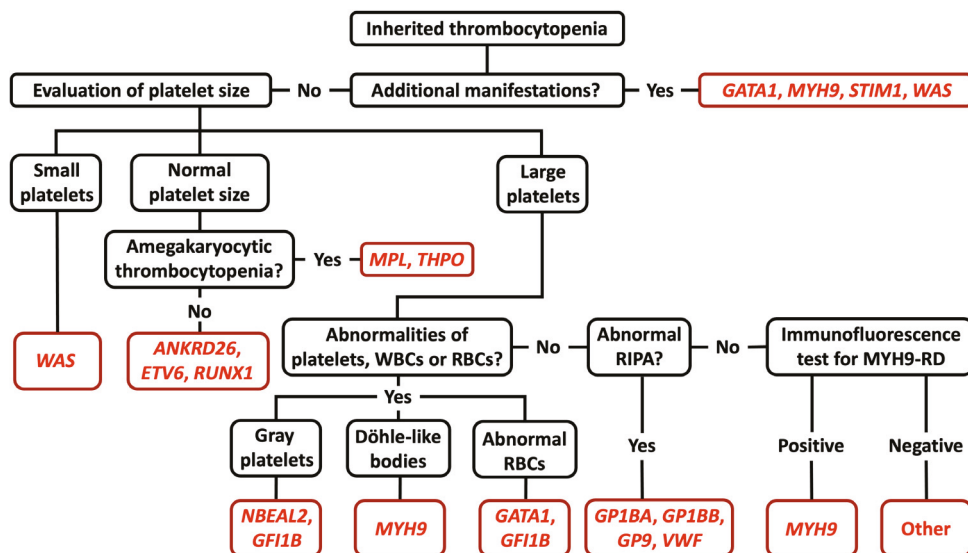 Inherited thrombocytopenia
Evaluation of platelet size
No
Additional manifestations?
Yes
GATA1, MYH9, STIM1, WAS
Small
platelets
Normal
platelet size
Large
platelets
Amegakaryocytic
thrombocytopenia?
Yes
MPL, THPO
No
WAS
ANKRD26,
ETV6, RUNX1
Abnormalities of
platelets, WBCs or RBCs?
No
Abnormal
RIPA?
No
Immunofluorescence
test for MYH9-RD
Yes
Gray
platelets
Döhle-like
bodies
Abnormal
RBCs
Yes
Positive
Negative
NBEAL2,
GFI1B
MYH9
GATA1,
GFI1B
GP1BA, GP1BB,
GP9, VWF
MYH9
Other